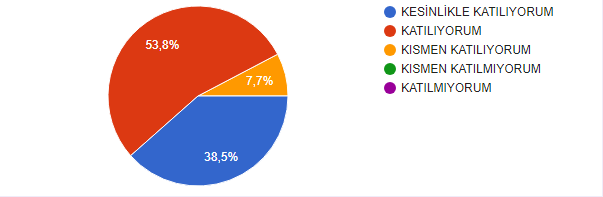 53,8%
7,7%
38,5%
KESİNLİKLE KATILIYORUM
KATILIYORUM
KISMEN KATILIYORUM
KISMEN KATILMIYORUM
KATILMIYORUM